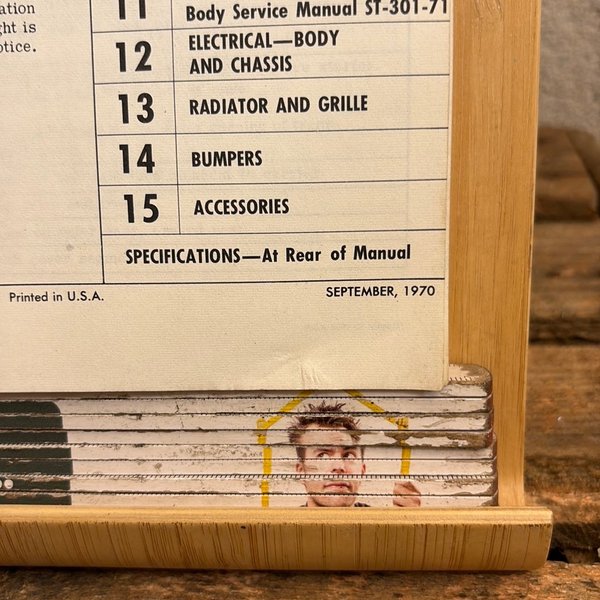 ation
ght is
otice.
11 Body Service Manual ST-301-71
12 ELECTRICAL—BODY
AND CHASSIS
13 RADIATOR AND GRILLE
14 BUMPERS
15 ACCESSORIES
SPECIFICATIONS—At Rear of Manual
Printed in U.S.A. SEPTEMBER, 1970